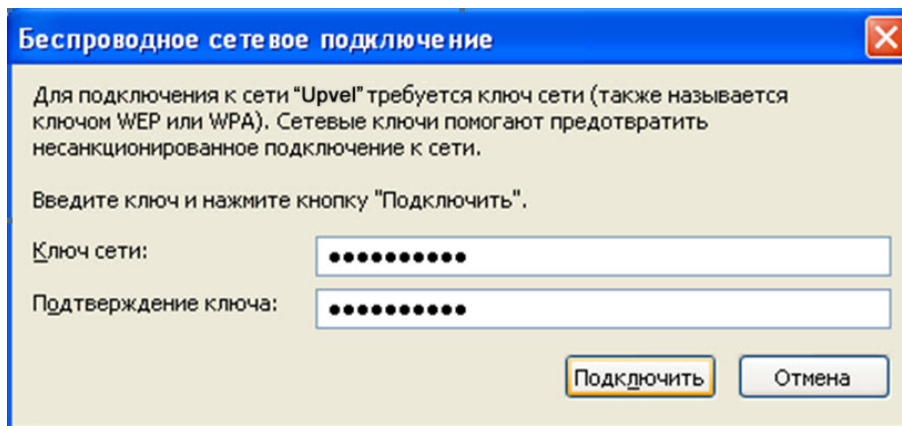 Беспроводное сетевое подключение
Для подключения к сети “Upvel” требуется ключ сети (также называется
ключом WEP или WPA). Сетевые ключи помогают предотвратить
несанкционированное подключение к сети.
Введите ключ и нажмите кнопку "Подключить".
Ключ сети: ●●●●●●●●●●
Подтверждение ключа: ●●●●●●●●●●
Подключить Отмена